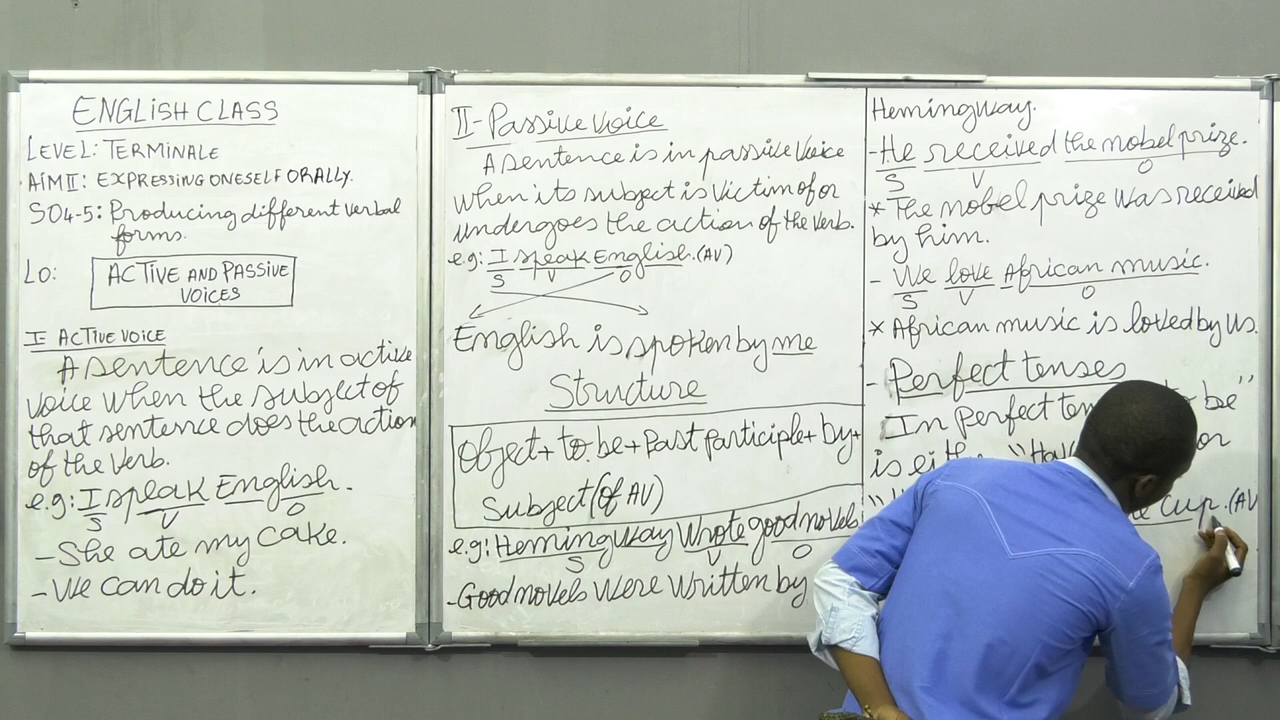 ENGLISH CLASS
LEVEL: TERMINALE
AIM II: EXPRESSING ONESELF ORALLY.
SO4-5: Producing different verbal
forms.
LO: ACTIVE AND PASSIVE
VOICES
I- ACTIVE VOICE
A sentence is in active
voice when the subject of
that sentence does the action
of the verb.
e.g: I speak English.
S V O
- She ate my cake.
- We can do it.
II- Passive voice
A sentence is in passive voice
when its subject is victim of or
undergoes the action of the verb.
e.g: I speak English. (AV)
S V O
English is spoken by me
Structure
Object + to be + Past participle + by +
Subject (of AV)
e.g: Hemingway wrote good novels
S V O
- Good novels were written by
Hemingway.
- He received the nobel prize.
S V O
* The nobel prize was received
by him.
- We love African music.
S V O
* African music is loved by us.
- Perfect tenses
In Perfect be"
is or
cup. (AV